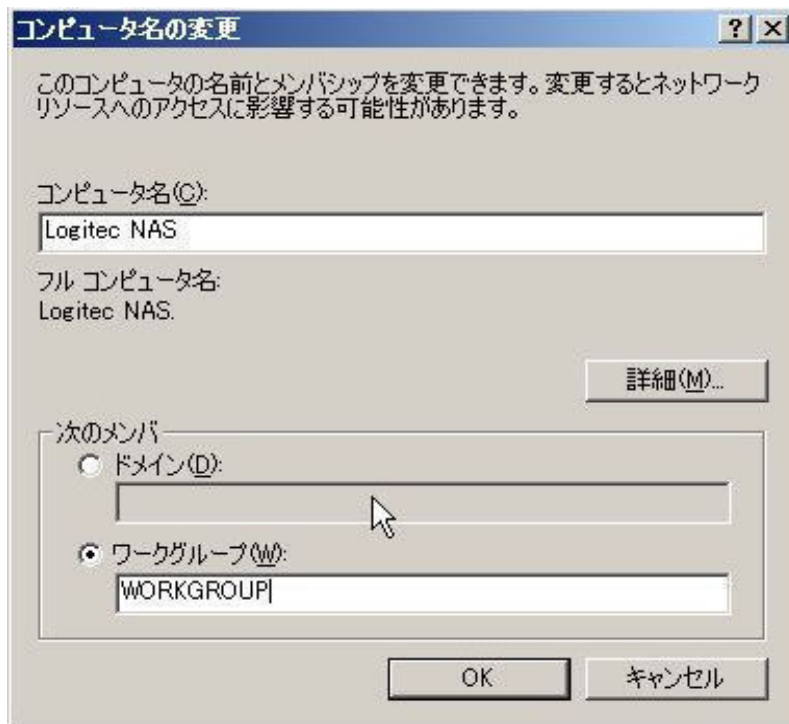 コンピュータ名の変更
このコンピュータの名前とメンバシップを変更できます。変更するとネットワーク
リソースへのアクセスに影響する可能性があります。
コンピュータ名(C):
Logitec NAS
フル コンピュータ名:
Logitec NAS.
詳細(M)...
次のメンバ
ドメイン(D):
ワークグループ(W):
WORKGROUP
OK キャンセル